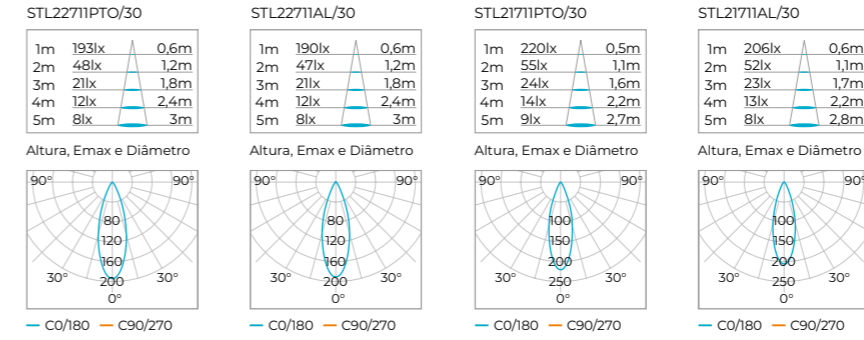 STL22711PTO/30
1m 193lx 0,6m
2m 48lx 1,2m
3m 21lx 1,8m
4m 12lx 2,4m
5m 8lx 3m
Altura, Emax e Diâmetro
90° 90°
80
120
160
30° 200 30°
0°
C0/180 C90/270
STL22711AL/30
1m 190lx 0,6m
2m 47lx 1,2m
3m 21lx 1,8m
4m 12lx 2,4m
5m 8lx 3m
Altura, Emax e Diâmetro
90° 90°
80
120
160
30° 200 30°
0°
C0/180 C90/270
STL21711PTO/30
1m 220lx 0,5m
2m 55lx 1,1m
3m 24lx 1,6m
4m 14lx 2,2m
5m 9lx 2,7m
Altura, Emax e Diâmetro
90° 90°
100
150
200
30° 250 30°
0°
C0/180 C90/270
STL21711AL/30
1m 206lx 0,6m
2m 52lx 1,1m
3m 23lx 1,7m
4m 13lx 2,2m
5m 8lx 2,8m
Altura, Emax e Diâmetro
90° 90°
100
150
200
30° 250 30°
0°
C0/180 C90/270